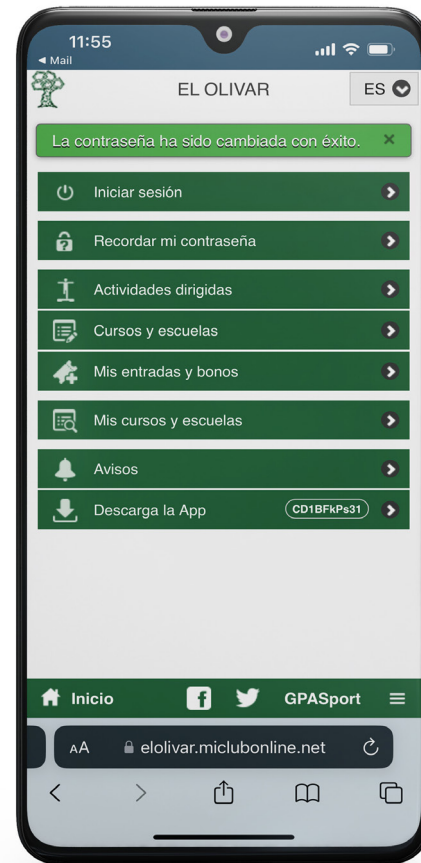 11:55
◀ Mail
EL OLIVAR
ES
La contraseña ha sido cambiada con éxito. ×
Iniciar sesión
Recordar mi contraseña
Actividades dirigidas
Cursos y escuelas
Mis entradas y bonos
Mis cursos y escuelas
Avisos
Descarga la App CD1BFkPs31
Inicio GPASport
AA elolivar.miclubonline.net